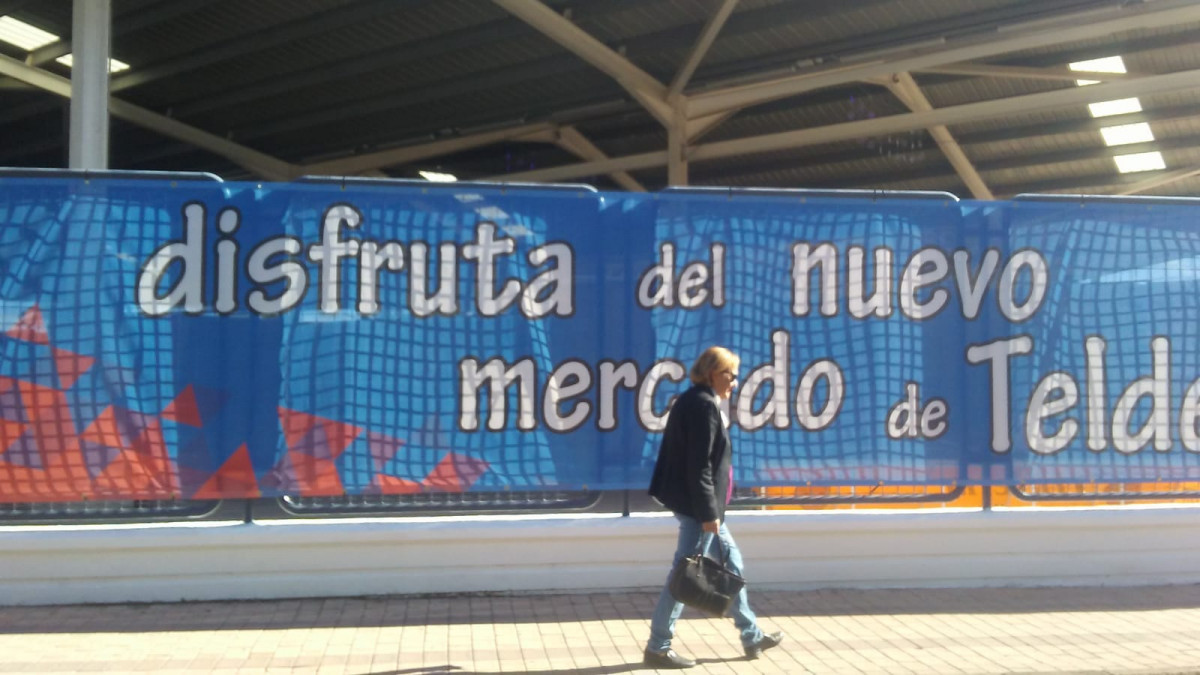 disfruta del nuevo
mercado de Telde